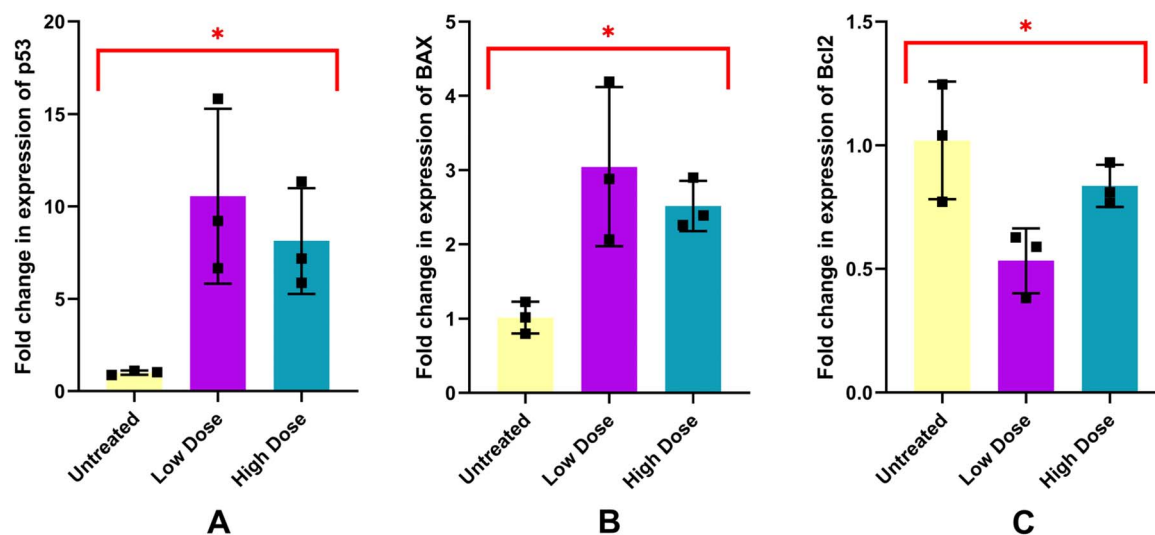 Fold change in expression of p53
20
15
10
5
0
*
Untreated
Low Dose
High Dose
A
Fold change in expression of BAX
5
4
3
2
1
0
*
Untreated
Low Dose
High Dose
B
Fold change in expression of Bcl2
1.5
1.0
0.5
0.0
*
Untreated
Low Dose
High Dose
C